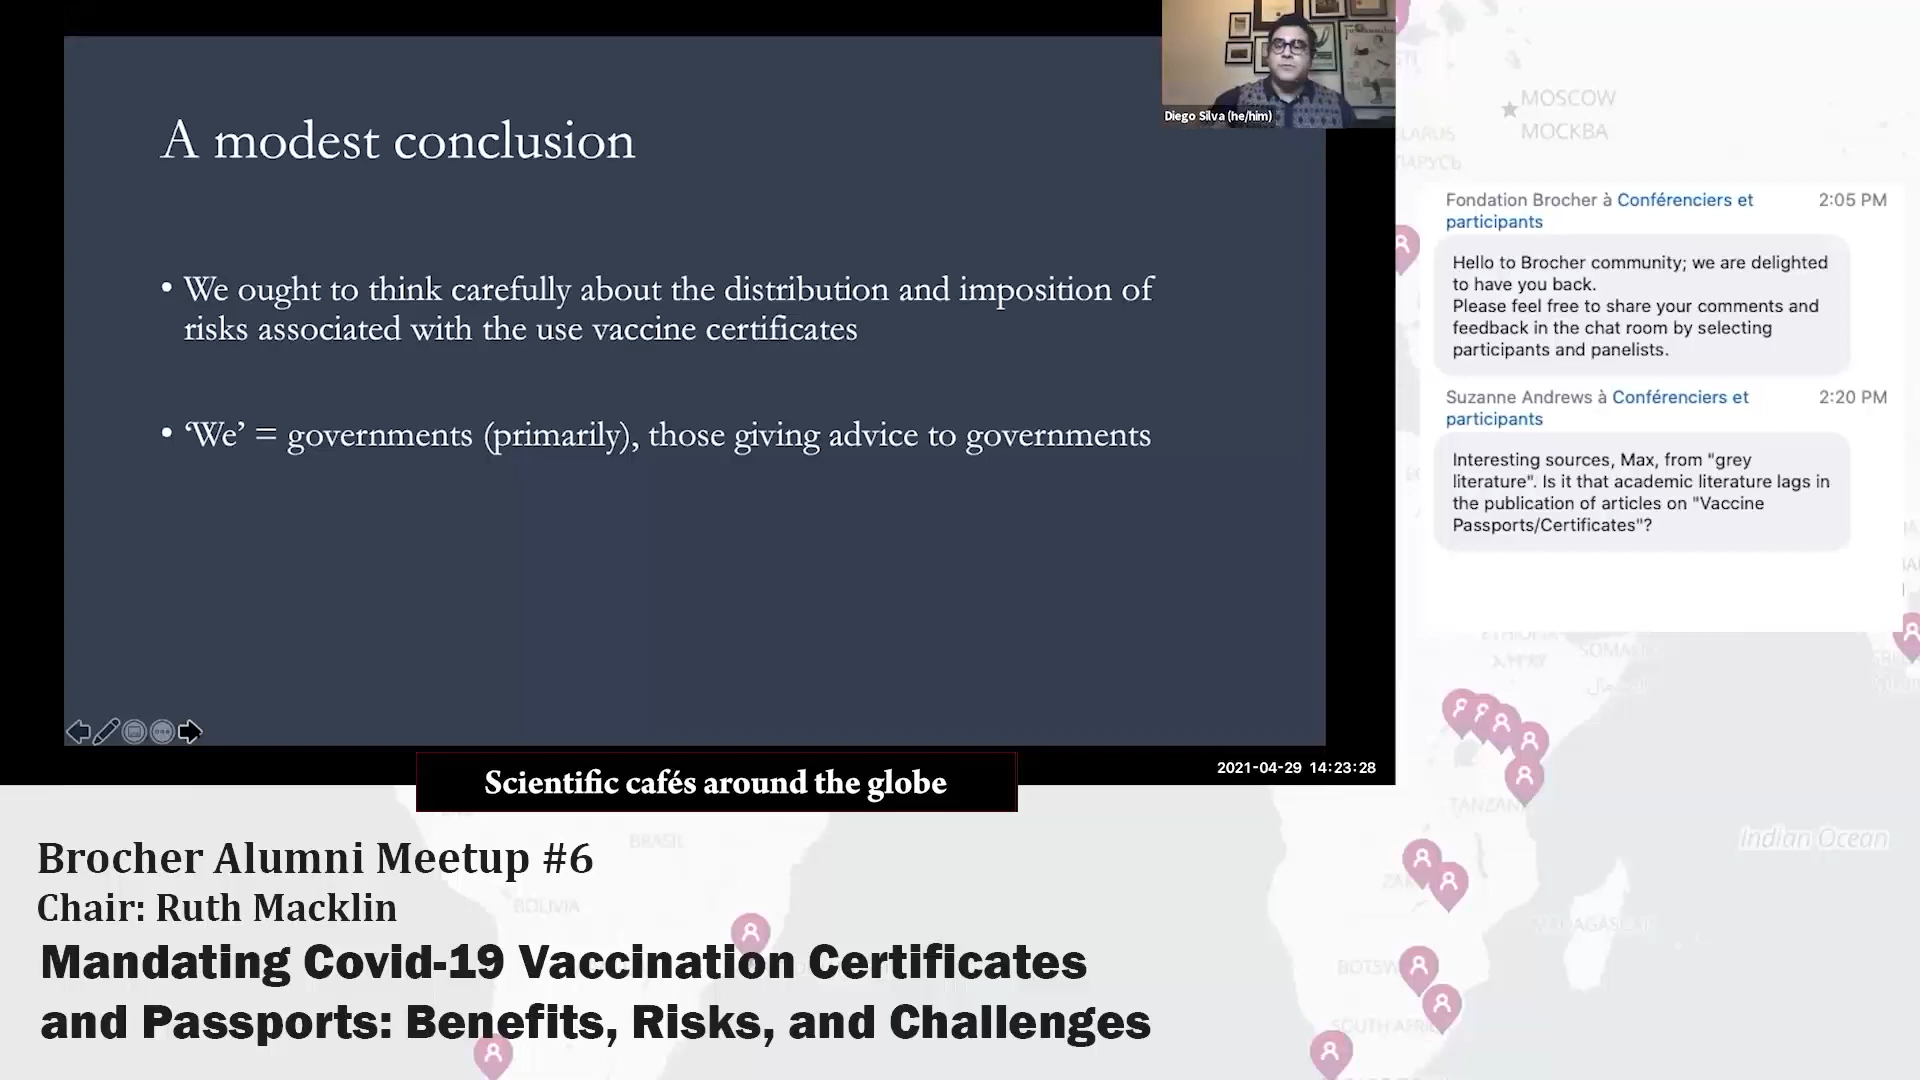 A modest conclusion
• We ought to think carefully about the distribution and imposition of
risks associated with the use vaccine certificates
• ‘We’ = governments (primarily), those giving advice to governments
Diego Silva (he/him)
2021-04-29 14:23:28
Scientific cafés around the globe
Brocher Alumni Meetup #6
Chair: Ruth Macklin
Mandating Covid-19 Vaccination Certificates
and Passports: Benefits, Risks, and Challenges
Fondation Brocher à Conférenciers et 2:05 PM
participants
Hello to Brocher community; we are delighted
to have you back.
Please feel free to share your comments and
feedback in the chat room by selecting
participants and panelists.
Suzanne Andrews à Conférenciers et 2:20 PM
participants
Interesting sources, Max, from "grey
literature". Is it that academic literature lags in
the publication of articles on "Vaccine
Passports/Certificates"?
MOSCOW
МОСКВА
BRASIL
BOLIVIA
Indian Ocean